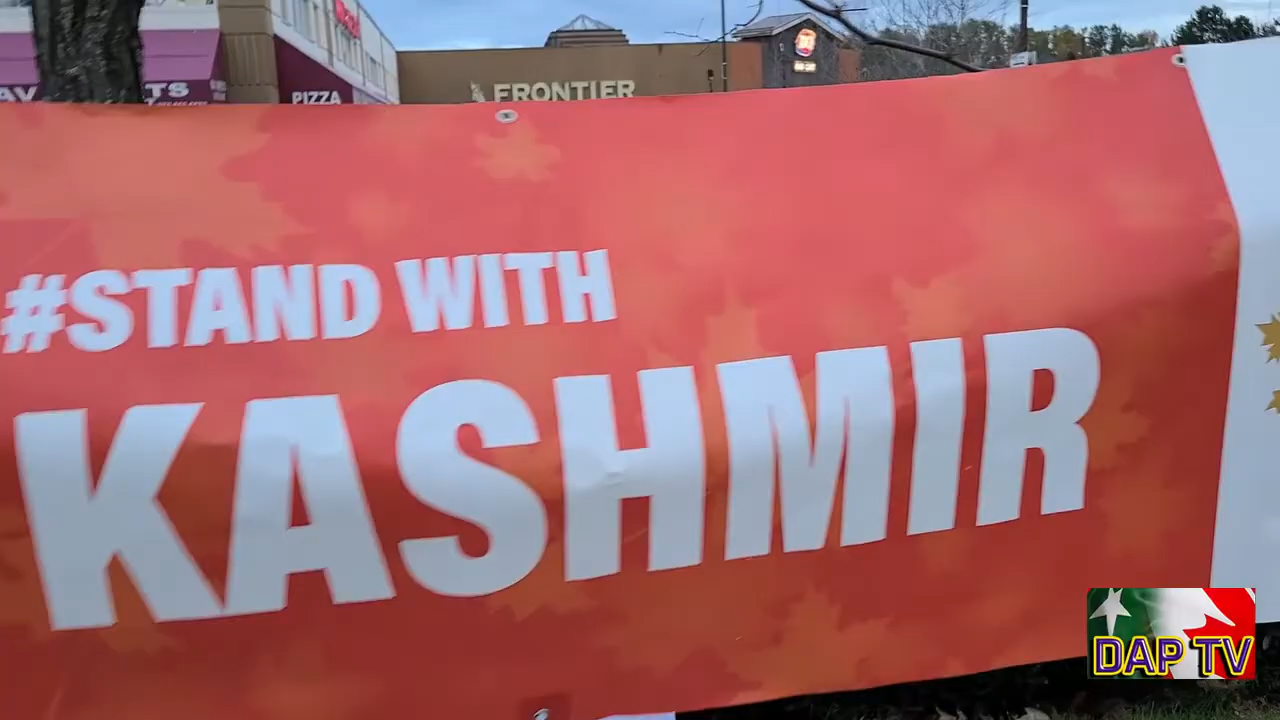 PIZZA
FRONTIER
#STAND WITH
KASHMIR
DAP TV